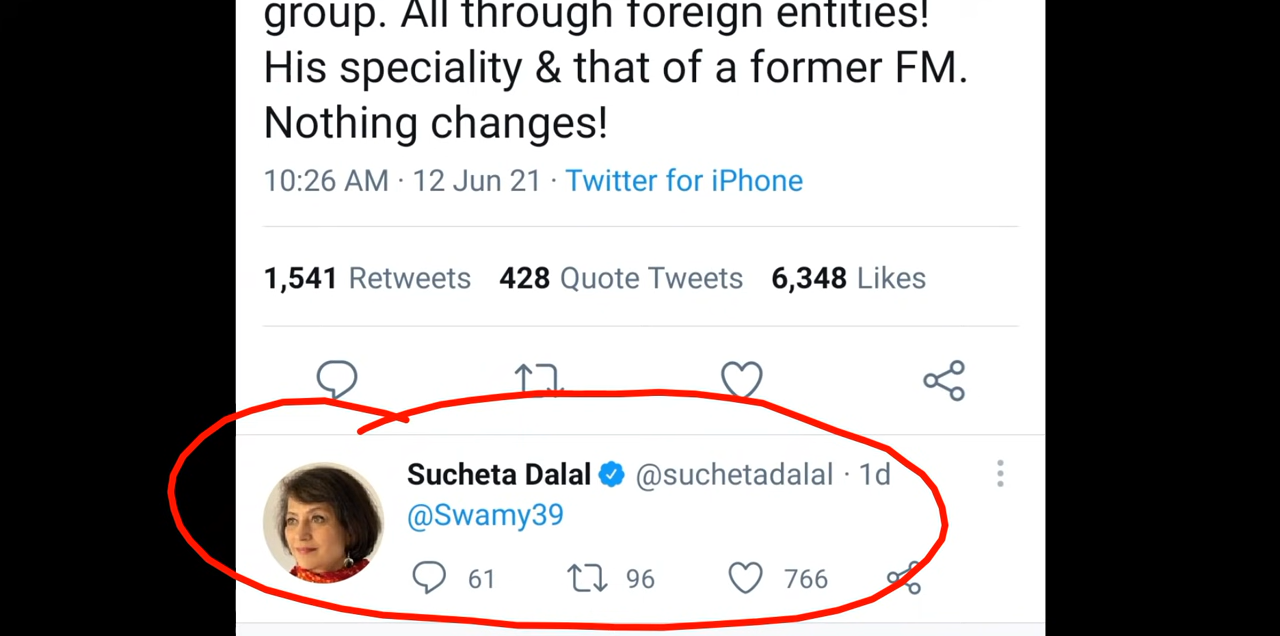 group. All through foreign entities!
His speciality & that of a former FM.
Nothing changes!
10:26 AM · 12 Jun 21 · Twitter for iPhone
1,541 Retweets 428 Quote Tweets 6,348 Likes
Sucheta Dalal @suchetadalal · 1d
@Swamy39
61 96 766